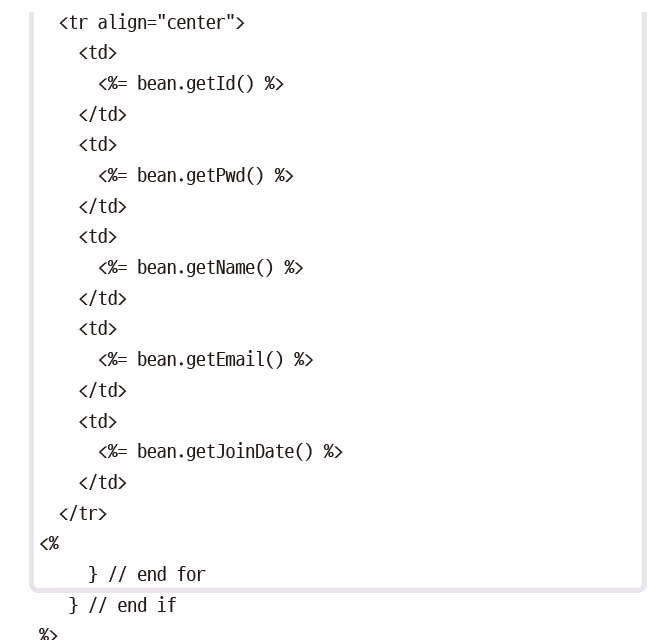 <tr align="center">
<td>
<%= bean.getId() %>
</td>
<td>
<%= bean.getPwd() %>
</td>
<td>
<%= bean.getName() %>
</td>
<td>
<%= bean.getEmail() %>
</td>
<td>
<%= bean.getJoinDate() %>
</td>
</tr>
<%
} // end for
} // end if
%>